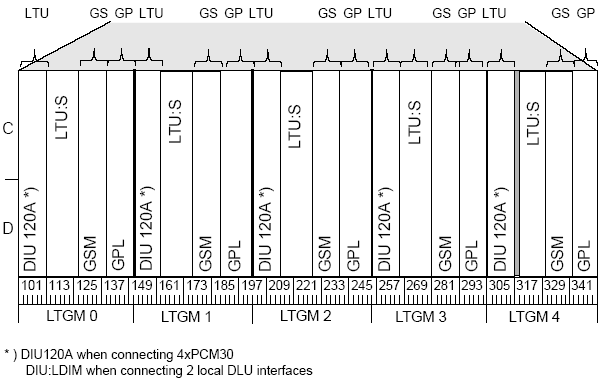 LTU GS GP LTU GS GP LTU GS GP LTU GS GP LTU GS GP
C
D
DIU 120A *) LTU:S GSM GPL DIU 120A *) LTU:S GSM GPL DIU 120A *) LTU:S GSM GPL DIU 120A *) LTU:S GSM GPL DIU 120A *) LTU:S GSM GPL
101 113 125 137 149 161 173 185 197 209 221 233 245 257 269 281 293 305 317 329 341
LTGM 0 LTGM 1 LTGM 2 LTGM 3 LTGM 4
* ) DIU120A when connecting 4xPCM30
DIU:LDIM when connecting 2 local DLU interfaces